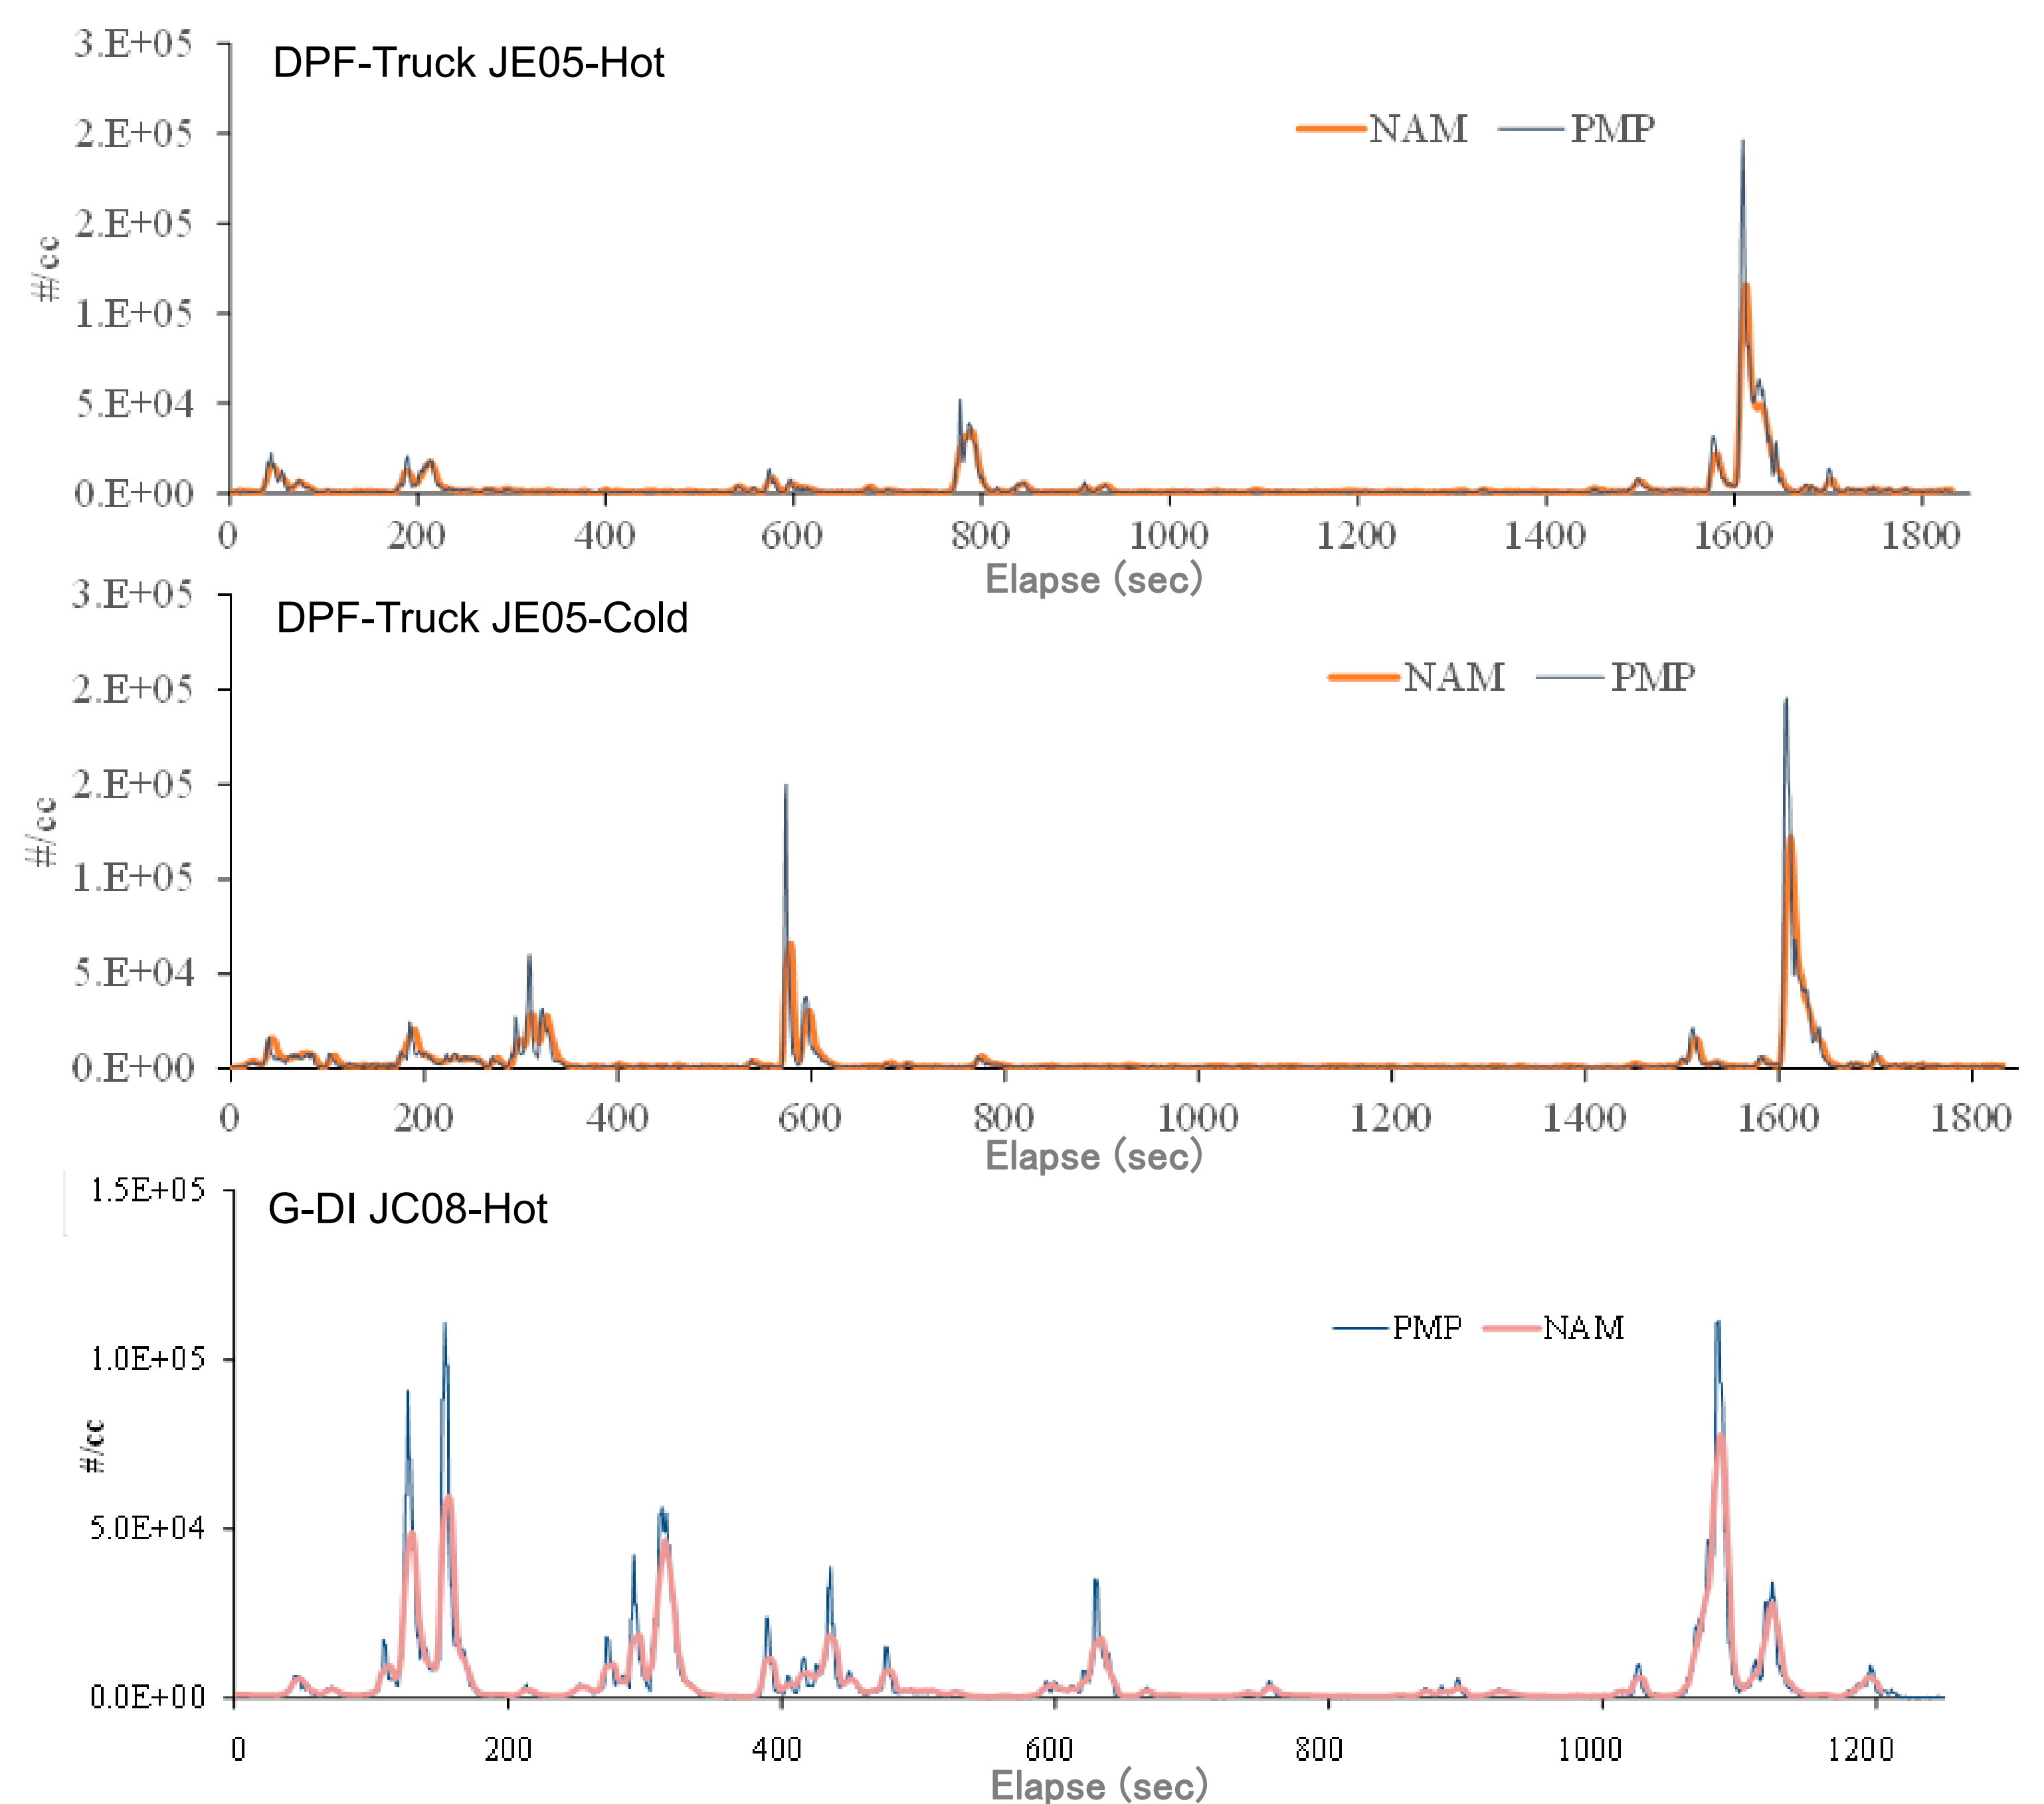 3.E+05
DPF-Truck JE05-Hot
2.E+05
NAM PMP
2.E+05
#/cc
1.E+05
5.E+04
0.E+00
0 200 400 600 800 1000 1200 1400 1600 1800
Elapse (sec)
3.E+05
DPF-Truck JE05-Cold
2.E+05
NAM PMP
2.E+05
#/cc
1.E+05
5.E+04
0.E+00
0 200 400 600 800 1000 1200 1400 1600 1800
Elapse (sec)
1.5E+05
G-DI JC08-Hot
PMP NAM
1.0E+05
#/cc
5.0E+04
0.0E+00
0 200 400 600 800 1000 1200
Elapse (sec)